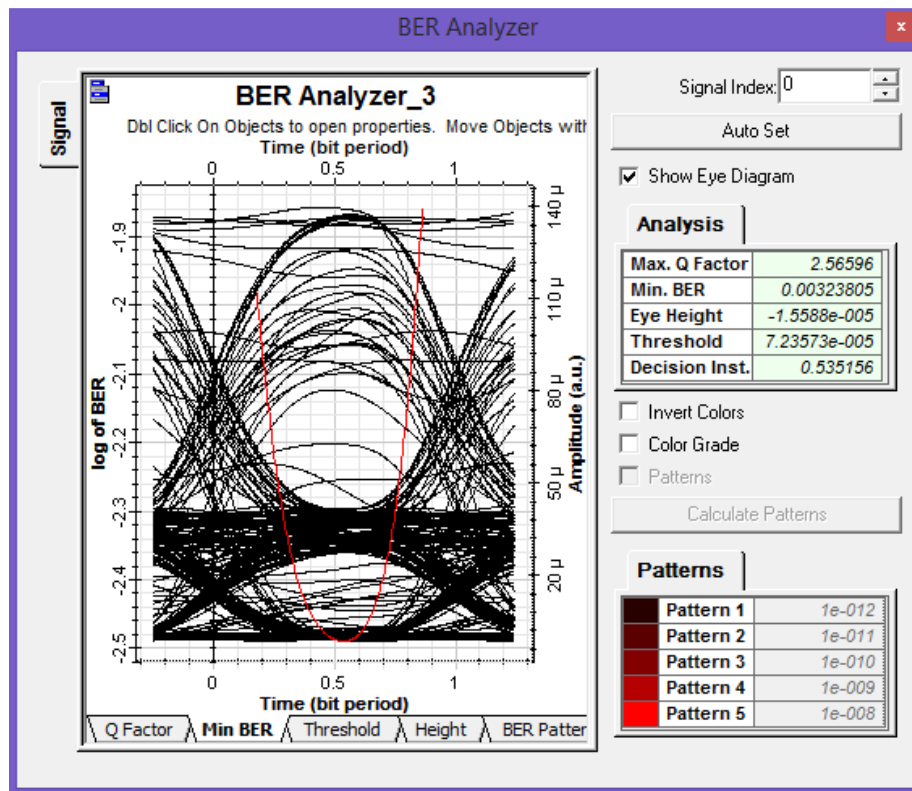 BER Analyzer
x
Signal
BER Analyzer_3
Dbl Click On Objects to open properties. Move Objects with
Time (bit period)
0 0.5 1
log of BER
-1.9
-2
-2.1
-2.2
-2.3
-2.4
-2.5
Amplitude (a.u.)
140 µ
110 µ
80 µ
50 µ
20 µ
0 0.5 1
Time (bit period)
Q Factor Min BER Threshold Height BER Patter
Signal Index: 0
Auto Set
Show Eye Diagram
Analysis
Max. Q Factor 2.56596
Min. BER 0.00323805
Eye Height -1.5588e-005
Threshold 7.23573e-005
Decision Inst. 0.535156
Invert Colors
Color Grade
Patterns
Calculate Patterns
Patterns
Pattern 1 1e-012
Pattern 2 1e-011
Pattern 3 1e-010
Pattern 4 1e-009
Pattern 5 1e-008